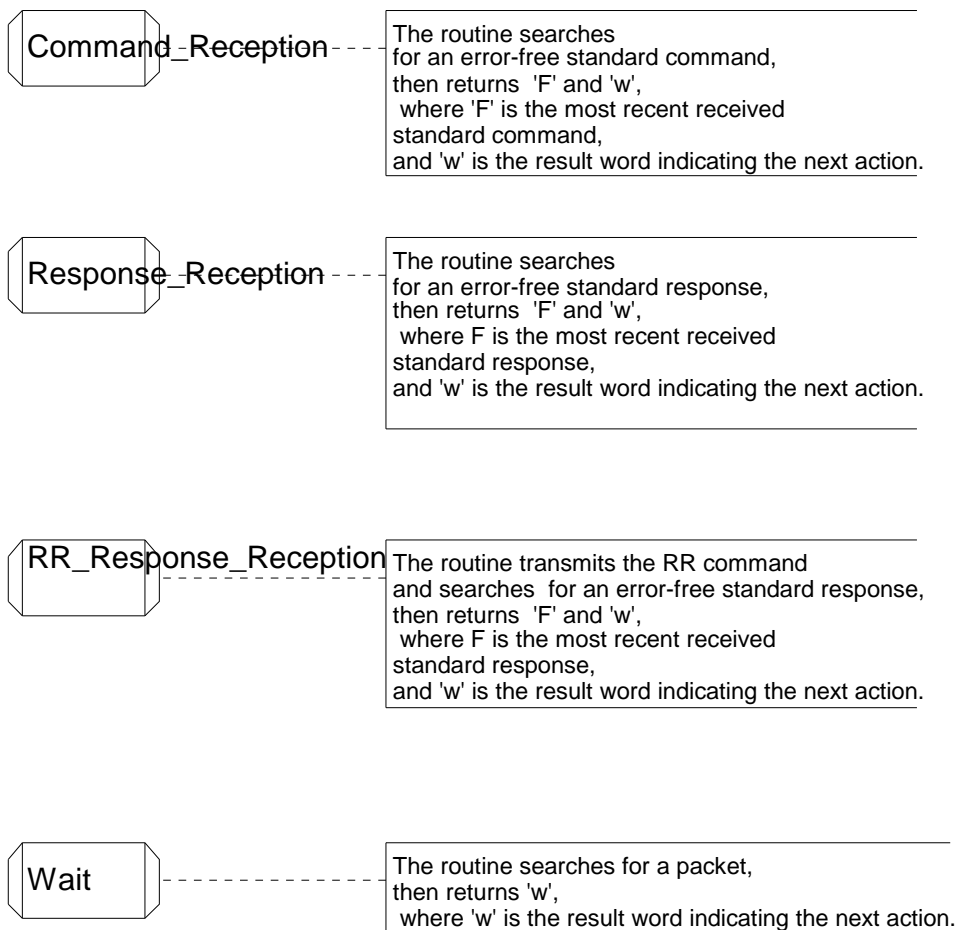 Command_Reception
The routine searches
for an error-free standard command,
then returns 'F' and 'w',
where 'F' is the most recent received
standard command,
and 'w' is the result word indicating the next action.
Response_Reception
The routine searches
for an error-free standard response,
then returns 'F' and 'w',
where F is the most recent received
standard response,
and 'w' is the result word indicating the next action.
RR_Response_Reception
The routine transmits the RR command
and searches for an error-free standard response,
then returns 'F' and 'w',
where F is the most recent received
standard response,
and 'w' is the result word indicating the next action.
Wait
The routine searches for a packet,
then returns 'w',
where 'w' is the result word indicating the next action.